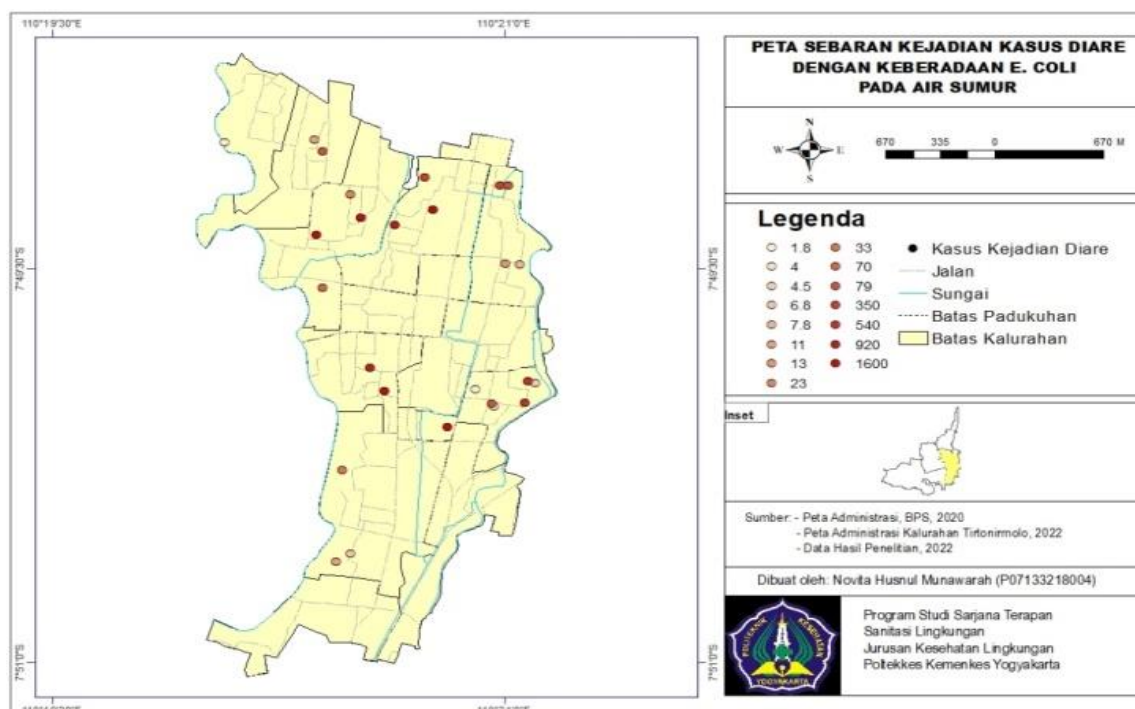 110°19'30"E
110°21'0"E
7°49'30"S
7°49'30"S
7°51'0"S
7°51'0"S
PETA SEBARAN KEJADIAN KASUS DIARE
DENGAN KEBERADAAN E. COLI
PADA AIR SUMUR
N
W
E
S
670
335
0
670 M
Legenda
1.8
4
4.5
6.8
7.8
11
13
23
33
70
79
350
540
920
1600
Kasus Kejadian Diare
Jalan
Sungai
Batas Padukuhan
Batas Kalurahan
Inset
Sumber: - Peta Administrasi, BPS, 2020
- Peta Administrasi Kalurahan Tirtonirmolo, 2022
- Data Hasil Penelitian, 2022
Dibuat oleh: Novita Husnul Munawarah (P07133218004)
POLITEKNIK KESEHATAN
YOGYAKARTA
Program Studi Sarjana Terapan
Sanitasi Lingkungan
Jurusan Kesehatan Lingkungan
Poltekkes Kemenkes Yogyakarta